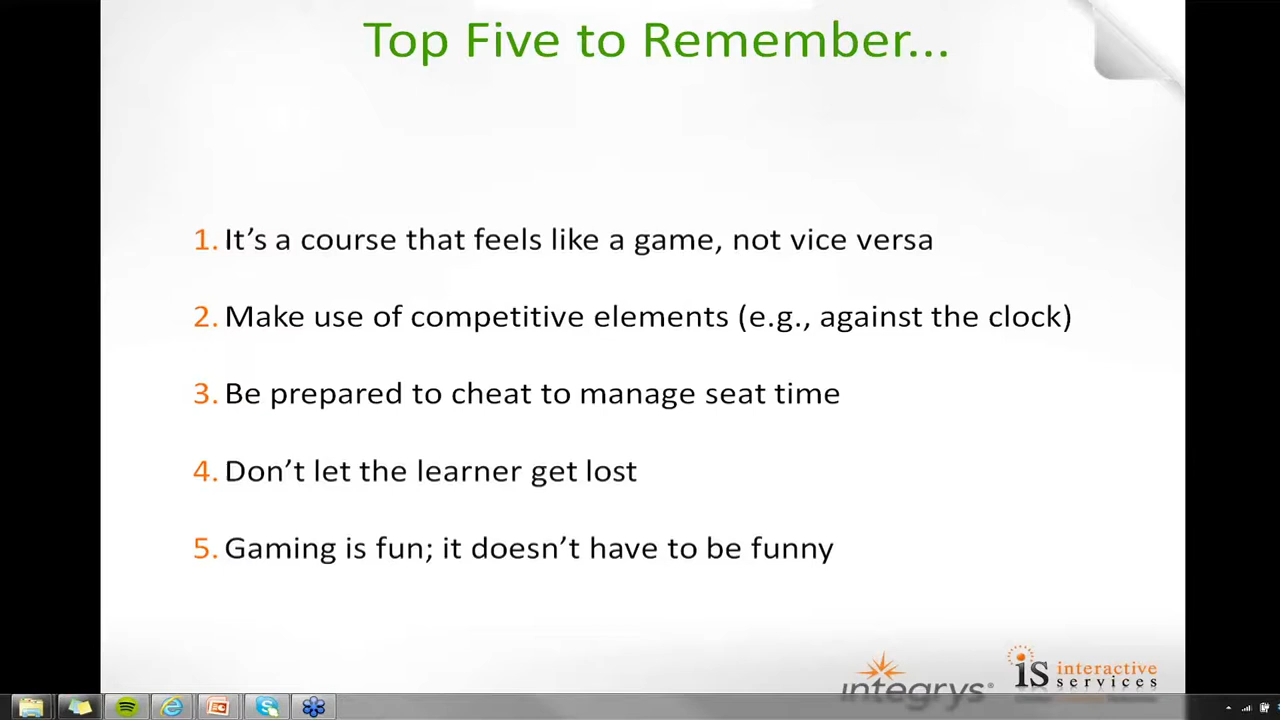 Top Five to Remember...
1. It's a course that feels like a game, not vice versa
2. Make use of competitive elements (e.g., against the clock)
3. Be prepared to cheat to manage seat time
4. Don't let the learner get lost
5. Gaming is fun; it doesn't have to be funny
integrys®
is interactive
services